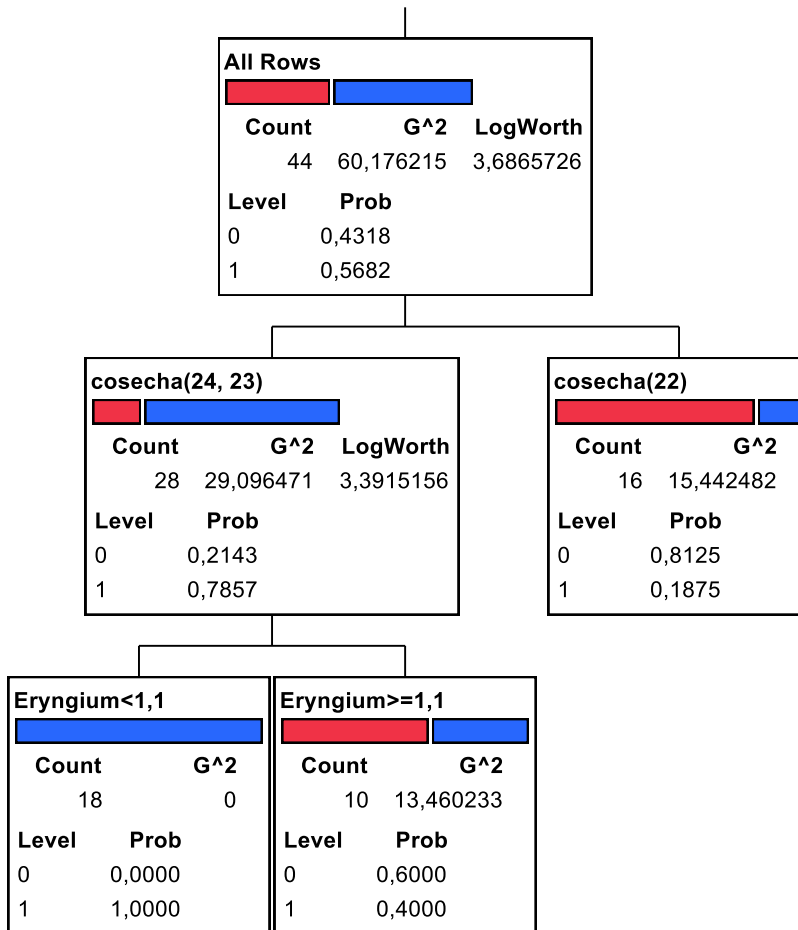 All Rows
Count G^2 LogWorth
44 60,176215 3,6865726
Level Prob
0 0,4318
1 0,5682
cosecha(24, 23)
Count G^2 LogWorth
28 29,096471 3,3915156
Level Prob
0 0,2143
1 0,7857
cosecha(22)
Count G^2
16 15,442482
Level Prob
0 0,8125
1 0,1875
Eryngium<1,1
Count G^2
18 0
Level Prob
0 0,0000
1 1,0000
Eryngium>=1,1
Count G^2
10 13,460233
Level Prob
0 0,6000
1 0,4000